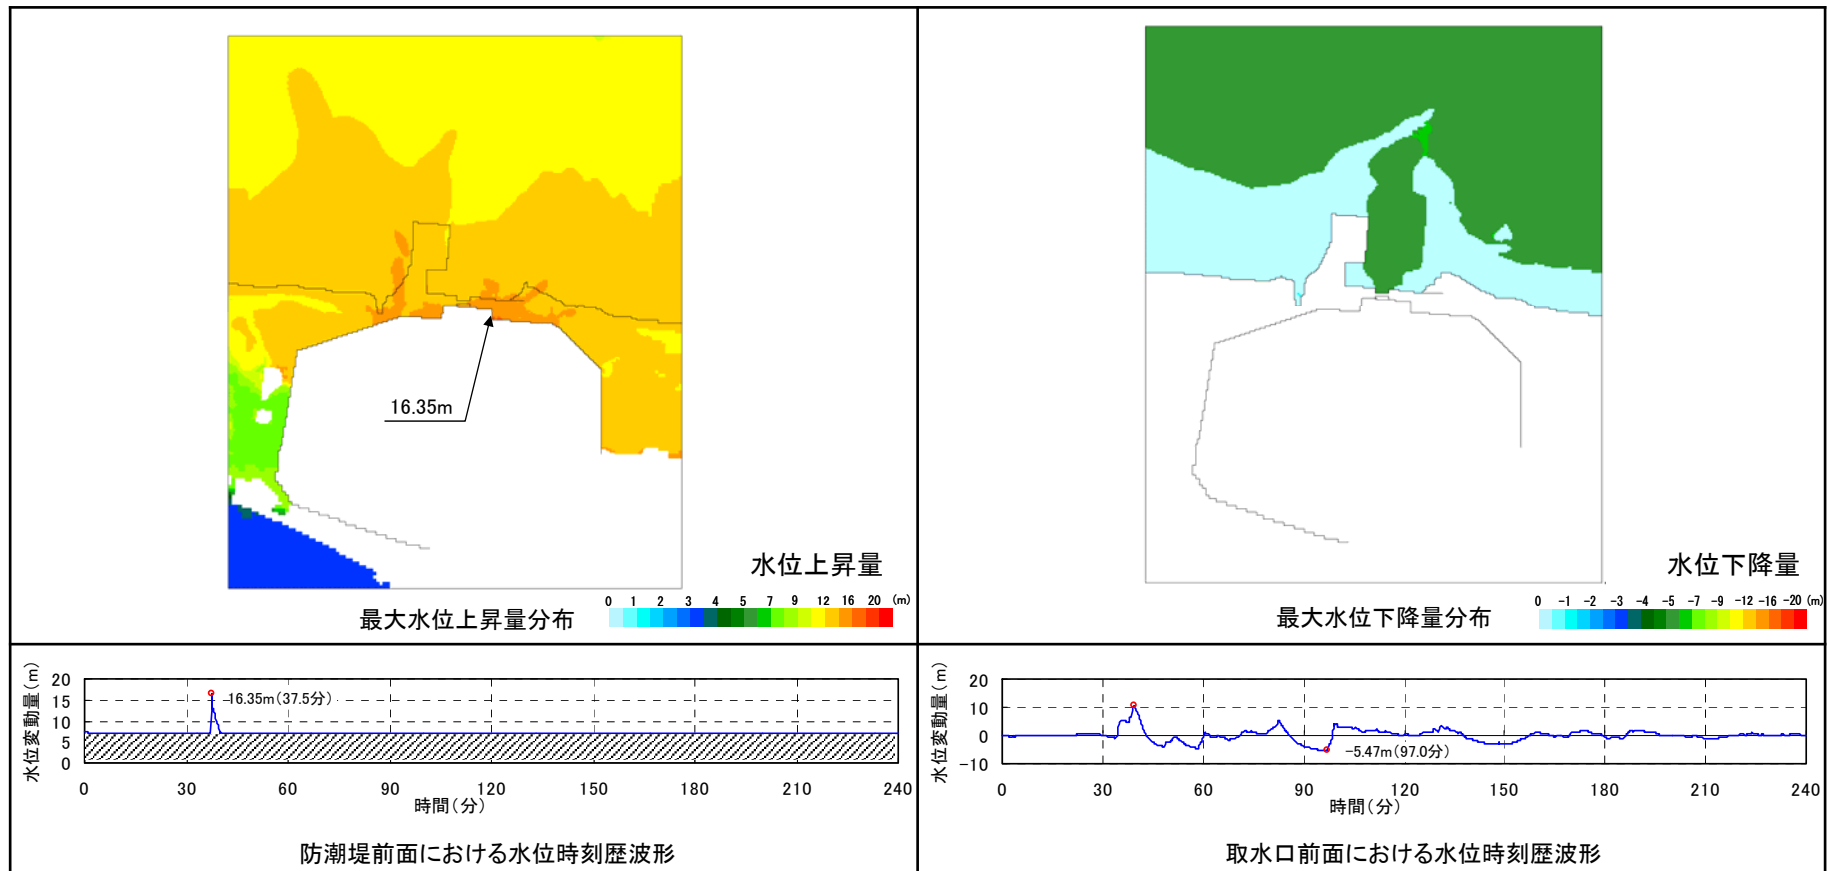 16.35m
水位上昇量
最大水位上昇量分布
0 1 2 3 4 5 7 9 12 16 20 (m)
水位下降量
最大水位下降量分布
0 -1 -2 -3 -4 -5 -7 -9 -12 -16 -20 (m)
水位変動量(m)
20
15
10
5
0
16.35m(37.5分)
0 30 60 90 120 150 180 210 240
時間(分)
防潮堤前面における水位時刻歴波形
水位変動量(m)
20
10
0
-10
-5.47m(97.0分)
0 30 60 90 120 150 180 210 240
時間(分)
取水口前面における水位時刻歴波形